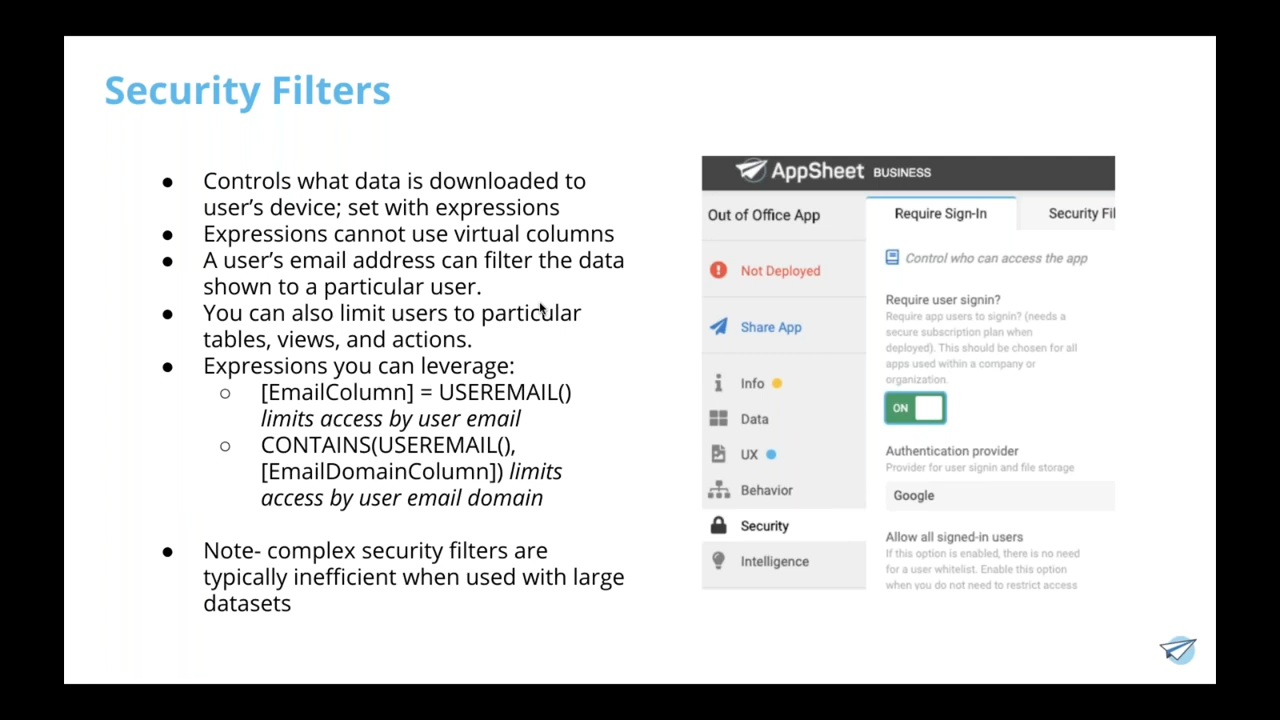 Security Filters
● Controls what data is downloaded to
user's device; set with expressions
● Expressions cannot use virtual columns
● A user's email address can filter the data
shown to a particular user.
● You can also limit users to particular
tables, views, and actions.
● Expressions you can leverage:
○ [EmailColumn] = USEREMAIL()
limits access by user email
○ CONTAINS(USEREMAIL(),
[EmailDomainColumn]) limits
access by user email domain
● Note- complex security filters are
typically inefficient when used with large
datasets
AppSheet BUSINESS
Out of Office App
Not Deployed
Share App
Info
Data
UX
Behavior
Security
Intelligence
Require Sign-In
Security Fil
Control who can access the app
Require user signin?
Require app users to signin? (needs a
secure subscription plan when
deployed). This should be chosen for all
apps used within a company or
organization.
ON
Authentication provider
Provider for user signin and file storage
Google
Allow all signed-in users
If this option is enabled, there is no need
for a user whitelist. Enable this option
when you do not need to restrict access